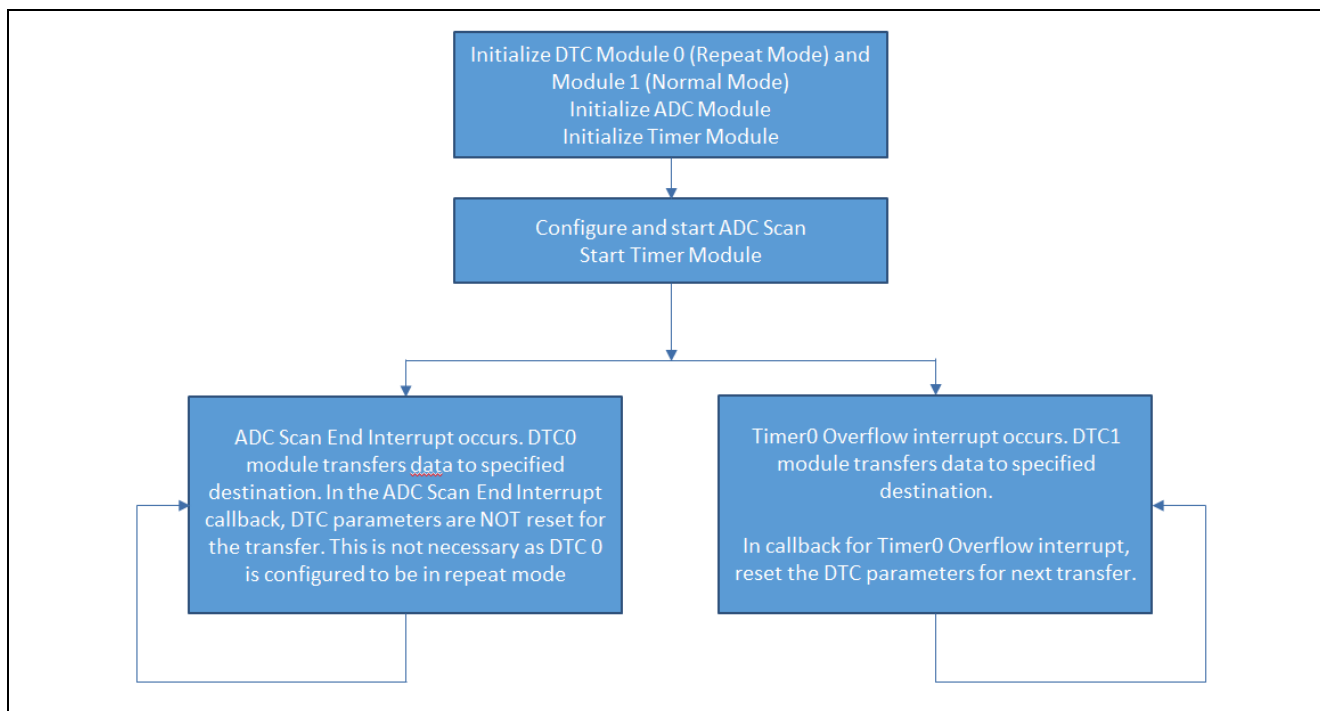 Initialize DTC Module 0 (Repeat Mode) and
Module 1 (Normal Mode)
Initialize ADC Module
Initialize Timer Module
Configure and start ADC Scan
Start Timer Module
ADC Scan End Interrupt occurs. DTC0
module transfers data to specified
destination. In the ADC Scan End Interrupt
callback, DTC parameters are NOT reset for
the transfer. This is not necessary as DTC 0
is configured to be in repeat mode
Timer0 Overflow interrupt occurs. DTC1
module transfers data to specified
destination.
In callback for Timer0 Overflow interrupt,
reset the DTC parameters for next transfer.